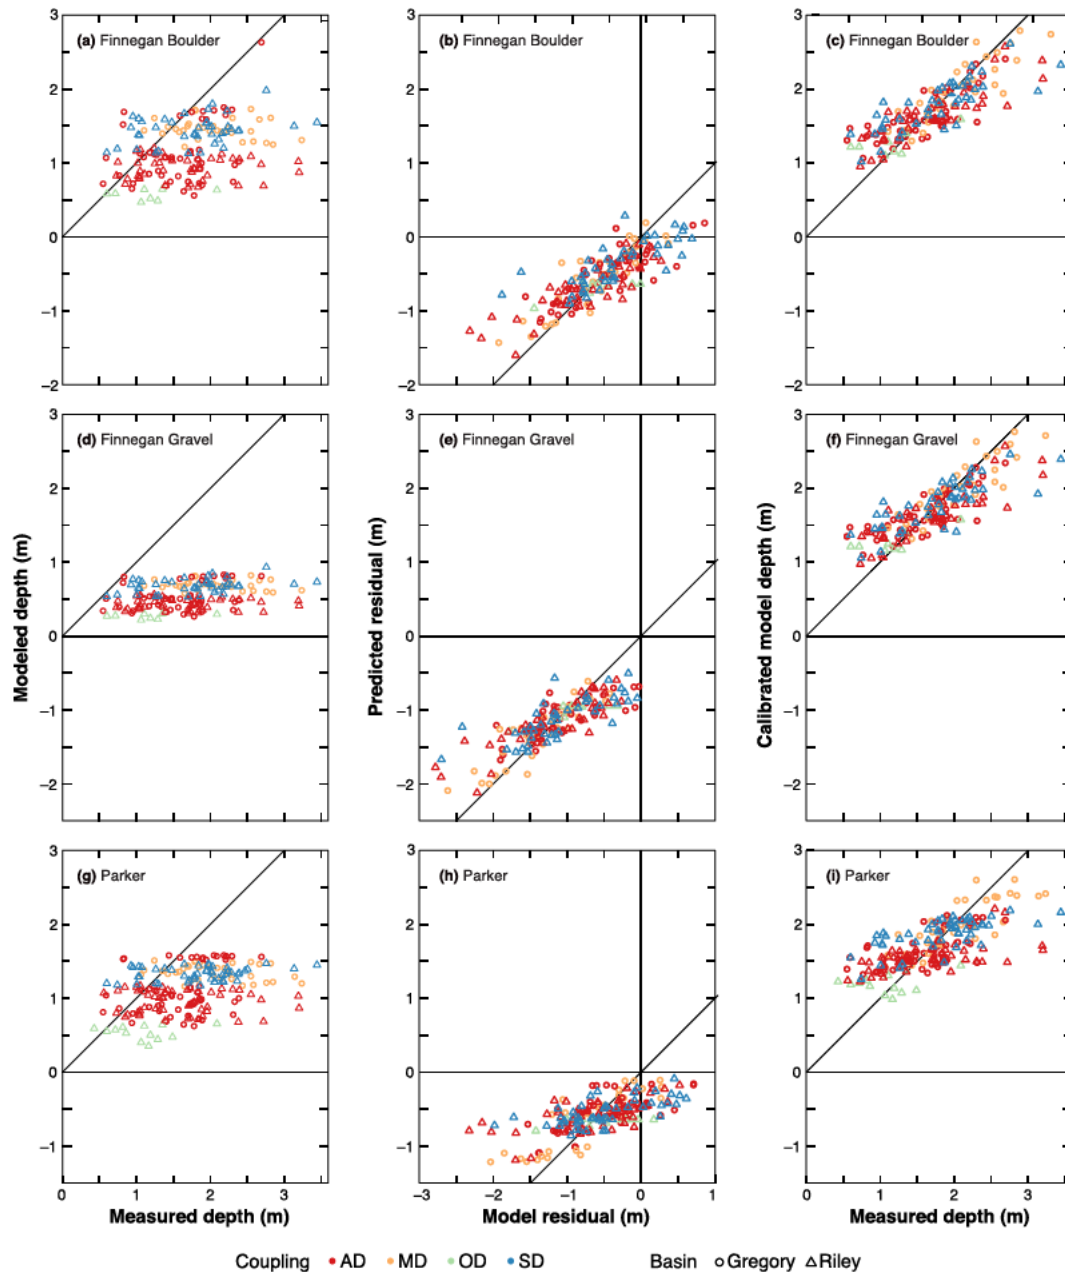 3
(a) Finnegan Boulder
2
1
0
−1
−2
3
(b) Finnegan Boulder
2
1
0
−1
−2
3
(c) Finnegan Boulder
2
1
0
−1
−2
Modeled depth (m)
3
(d) Finnegan Gravel
2
1
0
−1
−2
Predicted residual (m)
3
(e) Finnegan Gravel
2
1
0
−1
−2
Calibrated model depth (m)
3
(f) Finnegan Gravel
2
1
0
−1
−2
3
(g) Parker
2
1
0
−1
0 1 2 3
Measured depth (m)
3
(h) Parker
2
1
0
−1
−3 −2 −1 0 1
Model residual (m)
3
(i) Parker
2
1
0
−1
0 1 2 3
Measured depth (m)
Coupling AD MD OD SD Basin Gregory Riley